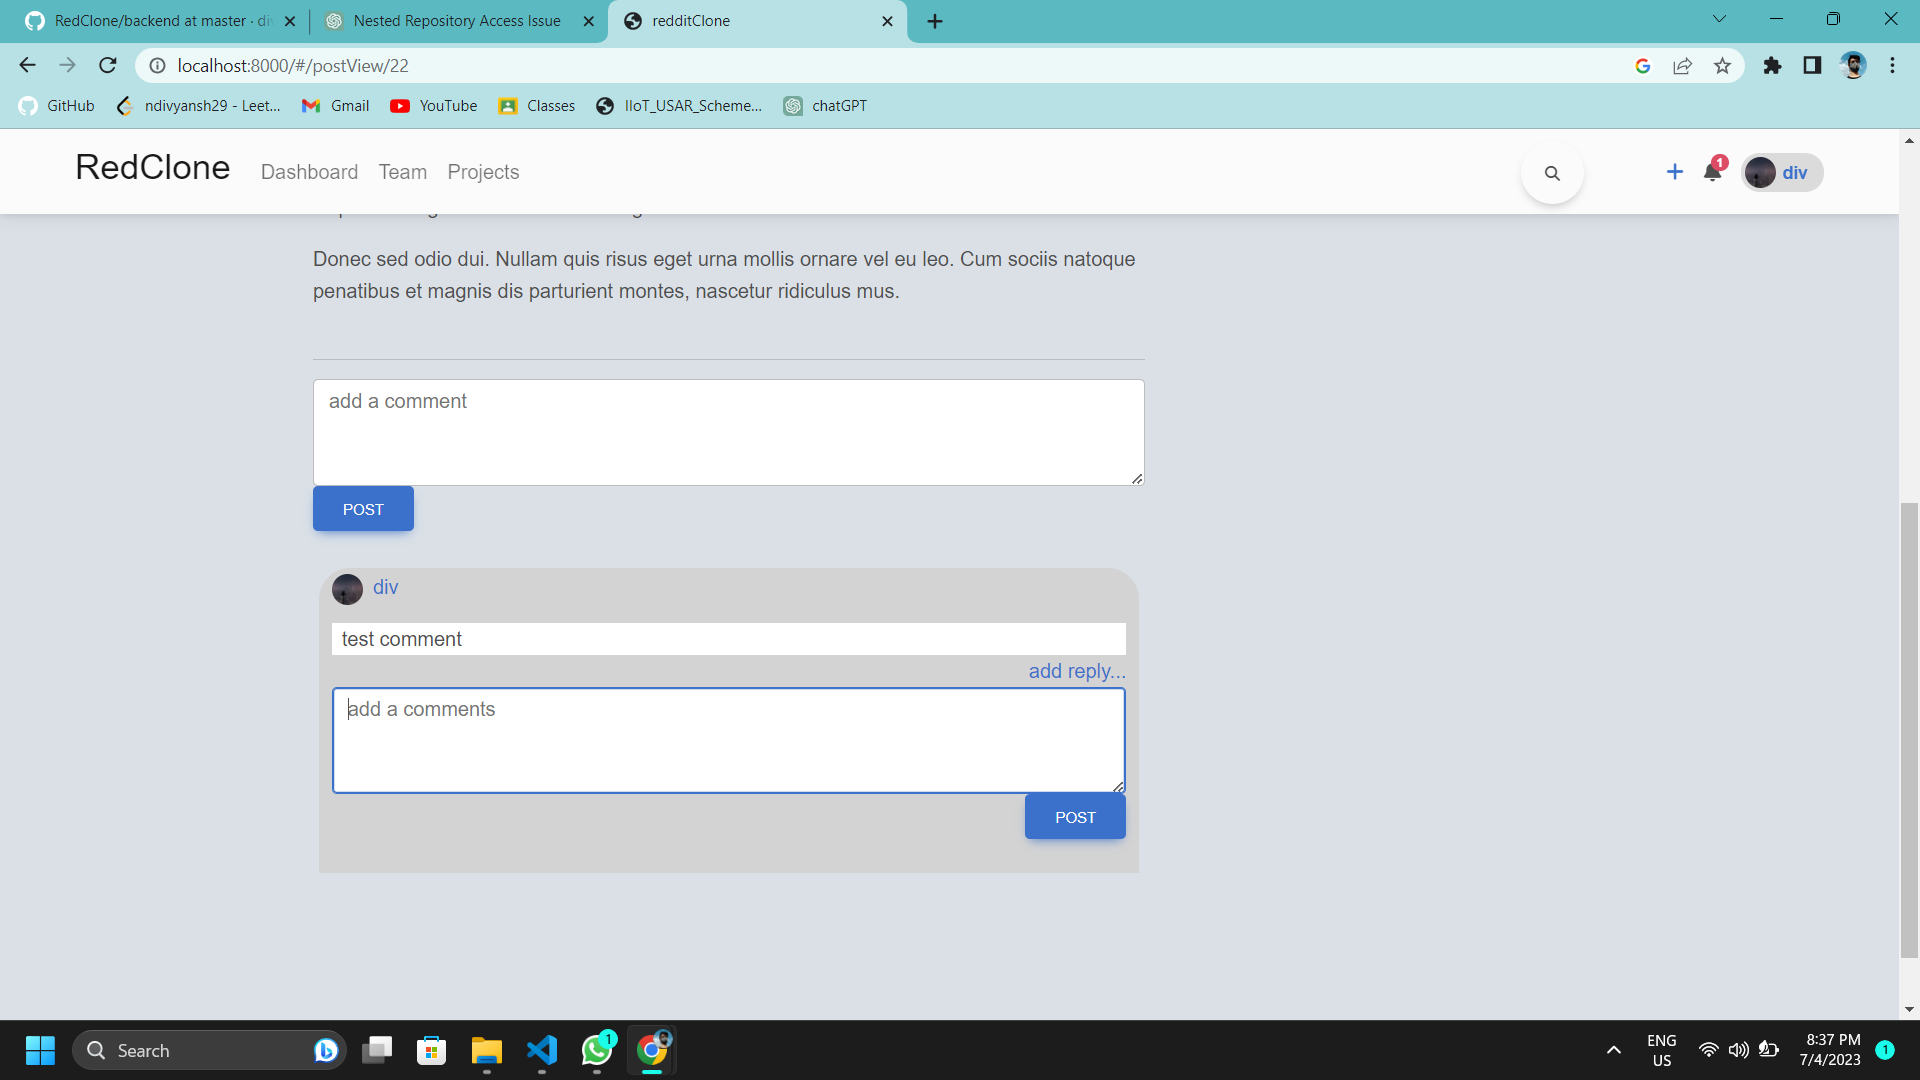 RedClone/backend at master · di
Nested Repository Access Issue
redditClone
localhost:8000/#/postView/22
GitHub
ndivyansh29 - Leet...
Gmail
YouTube
Classes
IIoT_USAR_Scheme...
chatGPT
RedClone
Dashboard
Team
Projects
1
div
Donec sed odio dui. Nullam quis risus eget urna mollis ornare vel eu leo. Cum sociis natoque
penatibus et magnis dis parturient montes, nascetur ridiculus mus.
add a comment
POST
div
test comment
add reply...
add a comments
POST
Search
1
ENG
US
8:37 PM
7/4/2023
1